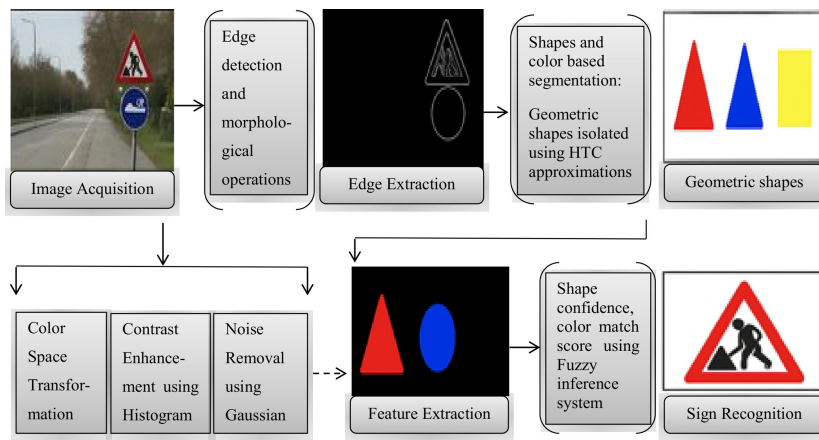 Edge
detection
and
morpholo-
gical
operations
Shapes and
color based
segmentation:
Geometric
shapes isolated
using HTC
approximations
Image Acquisition
Edge Extraction
Geometric shapes
Color
Space
Transfor-
mation
Contrast
Enhance-
ment using
Histogram
Noise
Removal
using
Gaussian
Shape
confidence,
color match
score using
Fuzzy
inference
system
Feature Extraction
Sign Recognition